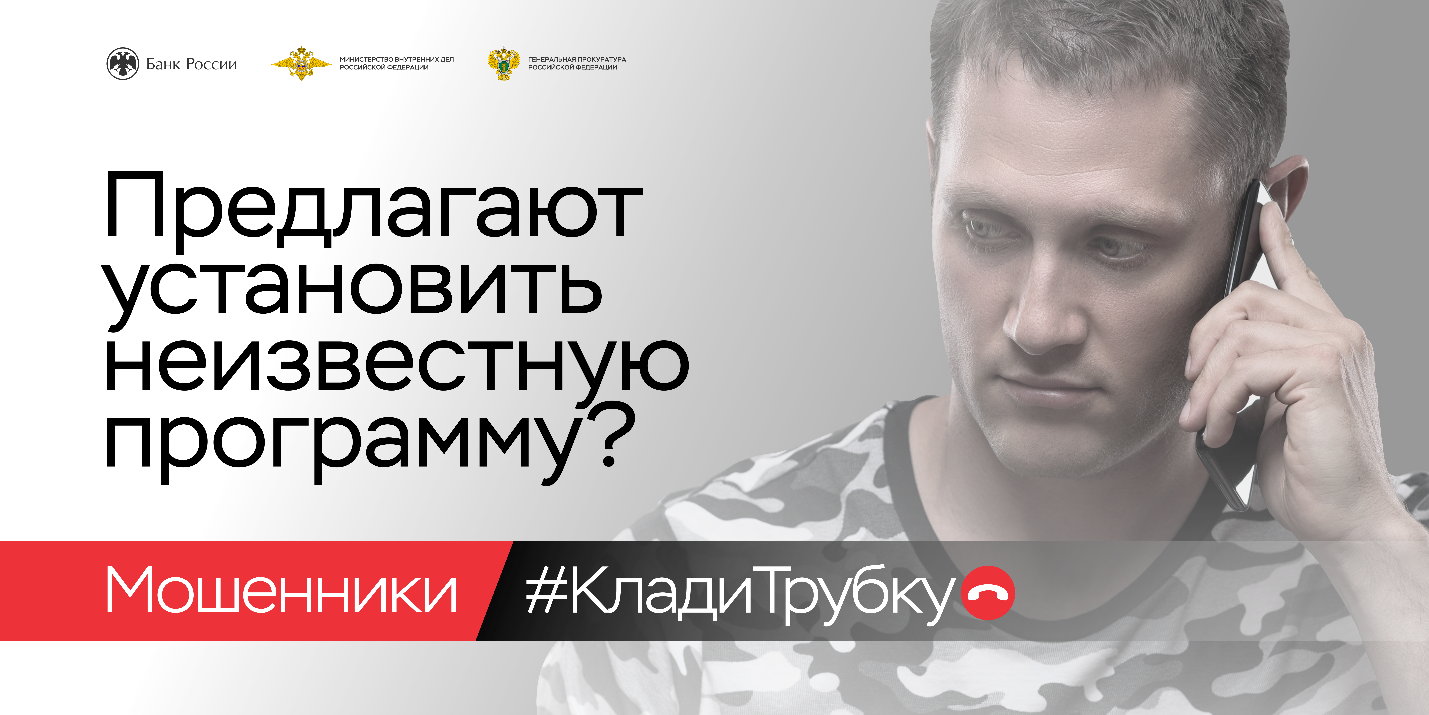 Банк России
МИНИСТЕРСТВО ВНУТРЕННИХ ДЕЛ
РОССИЙСКОЙ ФЕДЕРАЦИИ
ГЕНЕРАЛЬНАЯ ПРОКУРАТУРА
РОССИЙСКОЙ ФЕДЕРАЦИИ
Предлагают
установить
неизвестную
программу?
Мошенники
#КладиТрубку